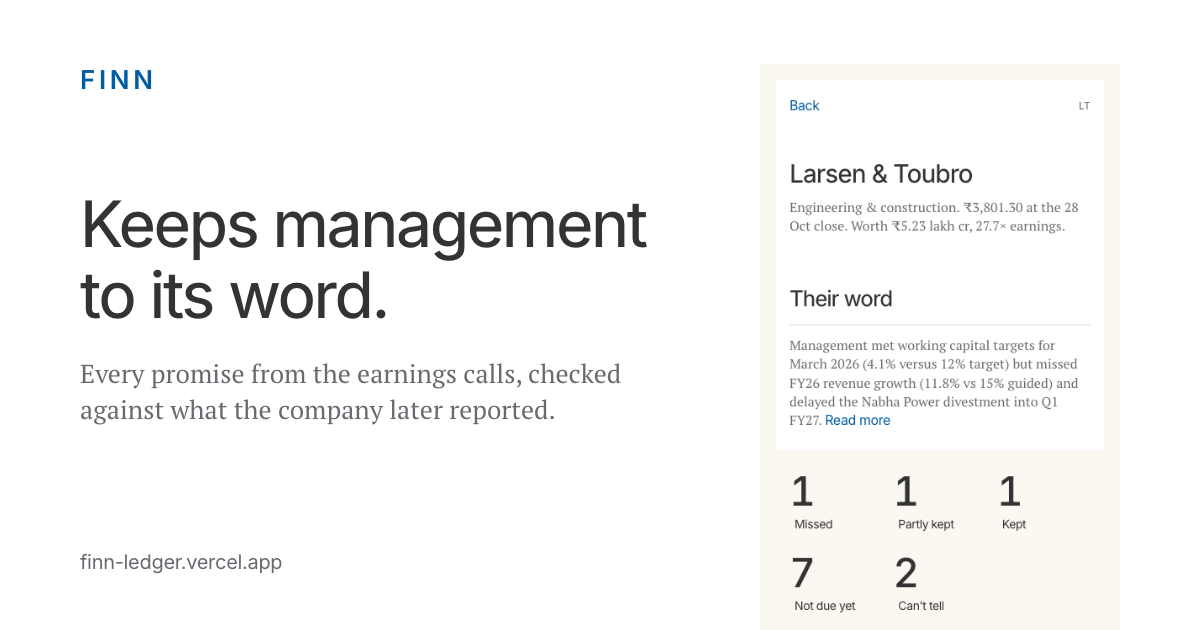 FINN
Keeps management
to its word.
Every promise from the earnings calls, checked
against what the company later reported.
finn-ledger.vercel.app
Back
LT
Larsen & Toubro
Engineering & construction. ₹3,801.30 at the 28
Oct close. Worth ₹5.23 lakh cr, 27.7× earnings.
Their word
Management met working capital targets for
March 2026 (4.1% versus 12% target) but missed
FY26 revenue growth (11.8% vs 15% guided) and
delayed the Nabha Power divestment into Q1
FY27. Read more
1 1 1
Missed Partly kept Kept
7 2
Not due yet Can't tell